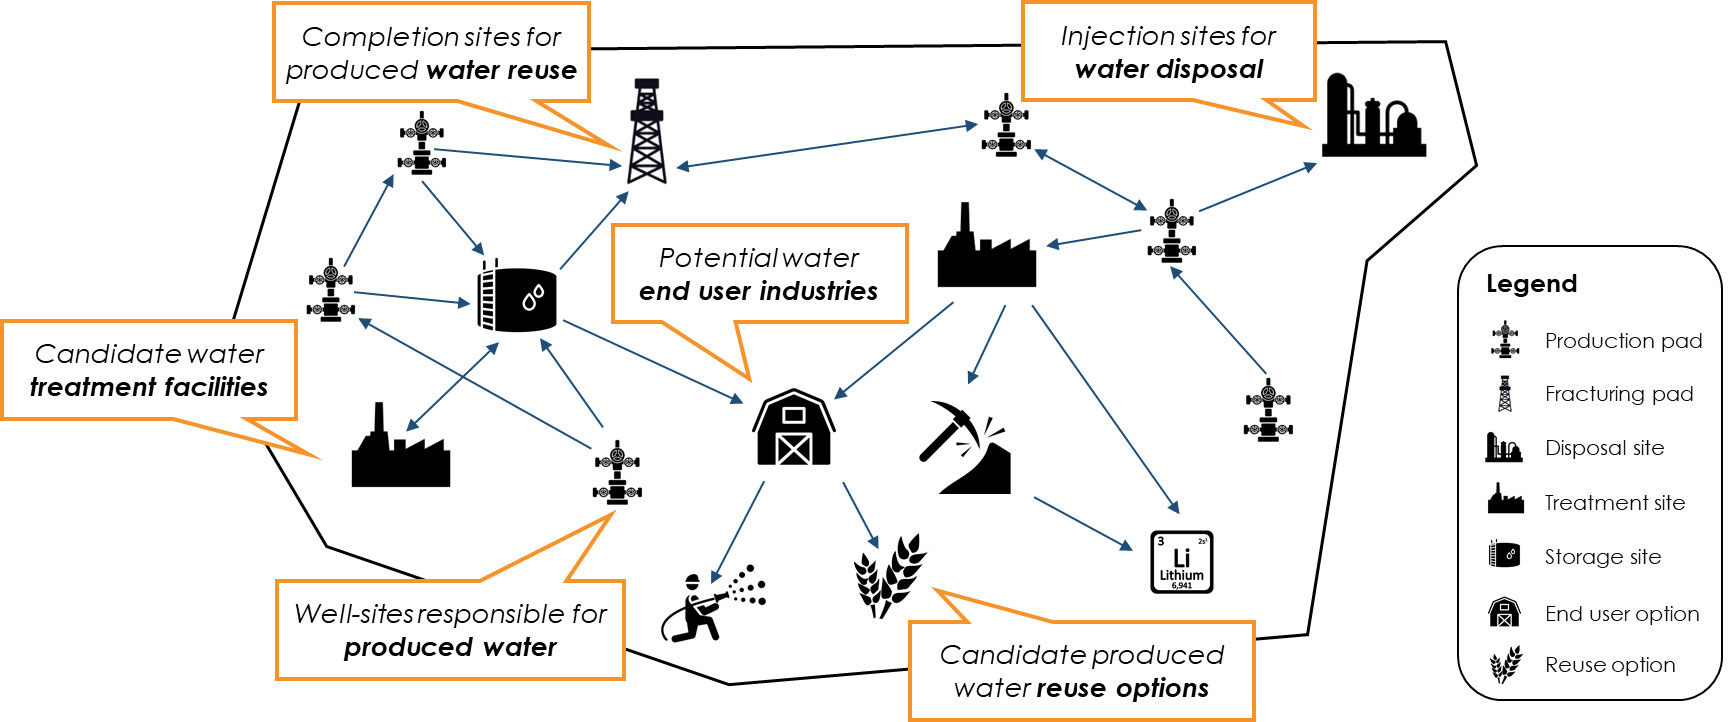 Completion sites for
produced water reuse
Injection sites for
water disposal
Potential water
end user industries
Candidate water
treatment facilities
Well-sites responsible for
produced water
Candidate produced
water reuse options
3 2s¹
Li
Lithium
6,941
Legend
Production pad
Fracturing pad
Disposal site
Treatment site
Storage site
End user option
Reuse option